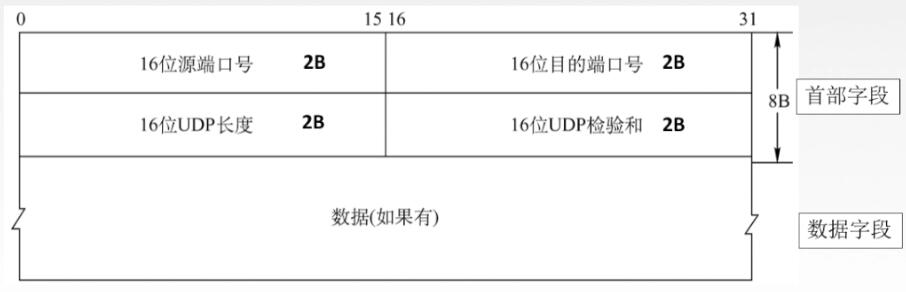 0 15 16 31
16位源端口号 2B 16位目的端口号 2B
8B 首部字段
16位UDP长度 2B 16位UDP检验和 2B
数据(如果有)
数据字段